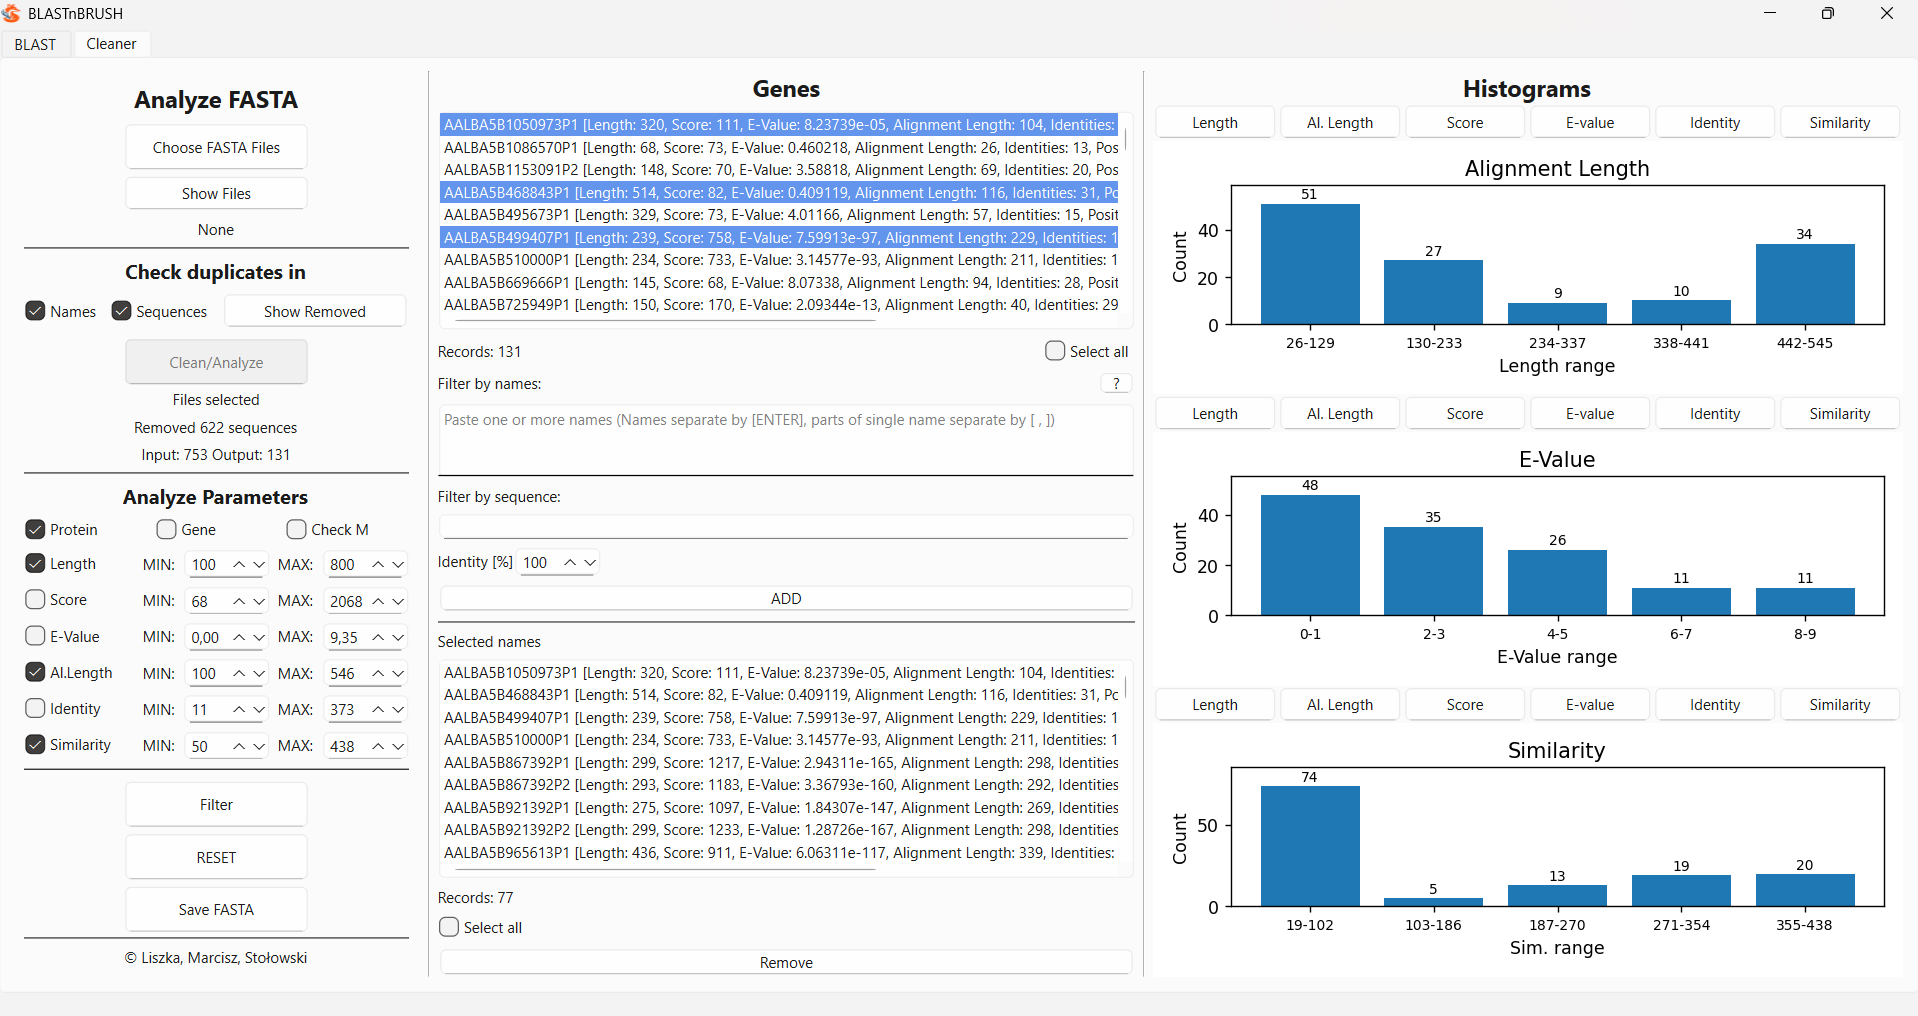 BLASTnBRUSH
BLAST Cleaner
Analyze FASTA
Choose FASTA Files
Show Files
None
Check duplicates in
Names Sequences Show Removed
Clean/Analyze
Files selected
Removed 622 sequences
Input: 753 Output: 131
Analyze Parameters
Protein Gene Check M
Length MIN: 100 MAX: 800
Score MIN: 68 MAX: 2068
E-Value MIN: 0,00 MAX: 9,35
Al.Length MIN: 100 MAX: 546
Identity MIN: 11 MAX: 373
Similarity MIN: 50 MAX: 438
Filter
RESET
Save FASTA
© Liszka, Marcisz, Stołowski
Genes
AALBA5B1050973P1 [Length: 320, Score: 111, E-Value: 8.23739e-05, Alignment Length: 104, Identities:
AALBA5B1086570P1 [Length: 68, Score: 73, E-Value: 0.460218, Alignment Length: 26, Identities: 13, Pos
AALBA5B1153091P2 [Length: 148, Score: 70, E-Value: 3.58818, Alignment Length: 69, Identities: 20, Pos
AALBA5B468843P1 [Length: 514, Score: 82, E-Value: 0.409119, Alignment Length: 116, Identities: 31, Pc
AALBA5B495673P1 [Length: 329, Score: 73, E-Value: 4.01166, Alignment Length: 57, Identities: 15, Posit
AALBA5B499407P1 [Length: 239, Score: 758, E-Value: 7.59913e-97, Alignment Length: 229, Identities: 1
AALBA5B510000P1 [Length: 234, Score: 733, E-Value: 3.14577e-93, Alignment Length: 211, Identities: 1
AALBA5B669666P1 [Length: 145, Score: 68, E-Value: 8.07338, Alignment Length: 94, Identities: 28, Posit
AALBA5B725949P1 [Length: 150, Score: 170, E-Value: 2.09344e-13, Alignment Length: 40, Identities: 29
Records: 131 Select all
Filter by names: ?
Paste one or more names (Names separate by [ENTER], parts of single name separate by [ , ])
Filter by sequence:
Identity [%] 100
ADD
Selected names
AALBA5B1050973P1 [Length: 320, Score: 111, E-Value: 8.23739e-05, Alignment Length: 104, Identities:
AALBA5B468843P1 [Length: 514, Score: 82, E-Value: 0.409119, Alignment Length: 116, Identities: 31, Pc
AALBA5B499407P1 [Length: 239, Score: 758, E-Value: 7.59913e-97, Alignment Length: 229, Identities: 1
AALBA5B510000P1 [Length: 234, Score: 733, E-Value: 3.14577e-93, Alignment Length: 211, Identities: 1
AALBA5B867392P1 [Length: 299, Score: 1217, E-Value: 2.94311e-165, Alignment Length: 298, Identities
AALBA5B867392P2 [Length: 293, Score: 1183, E-Value: 3.36793e-160, Alignment Length: 292, Identities
AALBA5B921392P1 [Length: 275, Score: 1097, E-Value: 1.84307e-147, Alignment Length: 269, Identities
AALBA5B921392P2 [Length: 299, Score: 1233, E-Value: 1.28726e-167, Alignment Length: 298, Identities
AALBA5B965613P1 [Length: 436, Score: 911, E-Value: 6.06311e-117, Alignment Length: 339, Identities:
Records: 77
Select all
Remove
Histograms
Length Al. Length Score E-value Identity Similarity
Alignment Length
Count
40
20
0
51 27 9 10 34
26-129 130-233 234-337 338-441 442-545
Length range
Length Al. Length Score E-value Identity Similarity
E-Value
Count
40
20
0
48 35 26 11 11
0-1 2-3 4-5 6-7 8-9
E-Value range
Length Al. Length Score E-value Identity Similarity
Similarity
Count
50
0
74 5 13 19 20
19-102 103-186 187-270 271-354 355-438
Sim. range